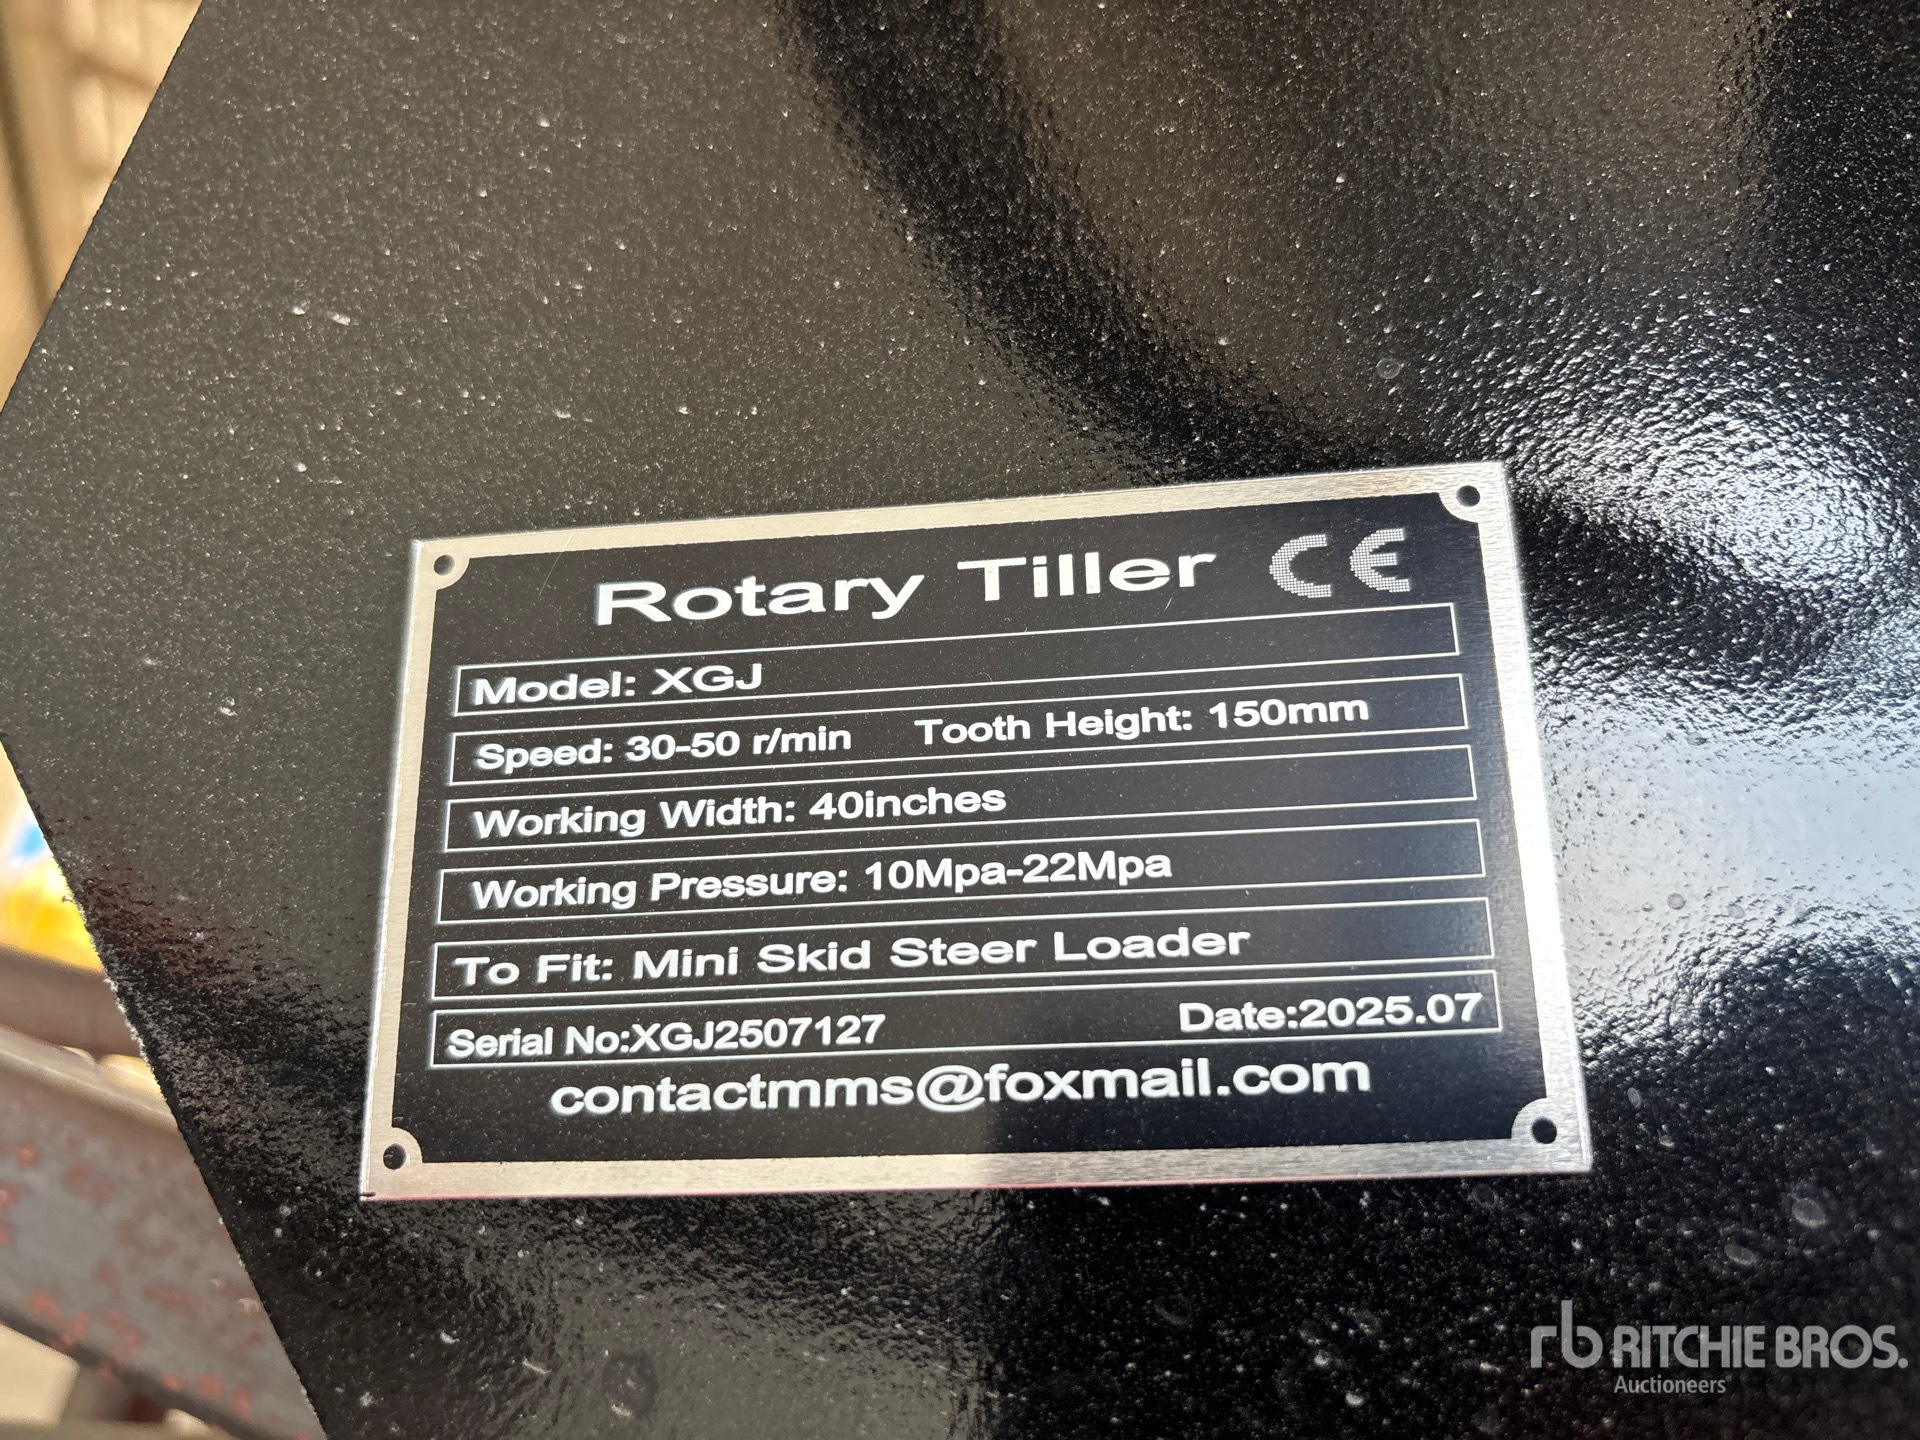 Rotary Tiller CE
Model: XGJ
Speed: 30-50 r/min Tooth Height: 150mm
Working Width: 40inches
Working Pressure: 10Mpa-22Mpa
To Fit: Mini Skid Steer Loader
Serial No:XGJ2507127 Date:2025.07
contactmms@foxmail.com
rb RITCHIE BROS.
Auctioneers